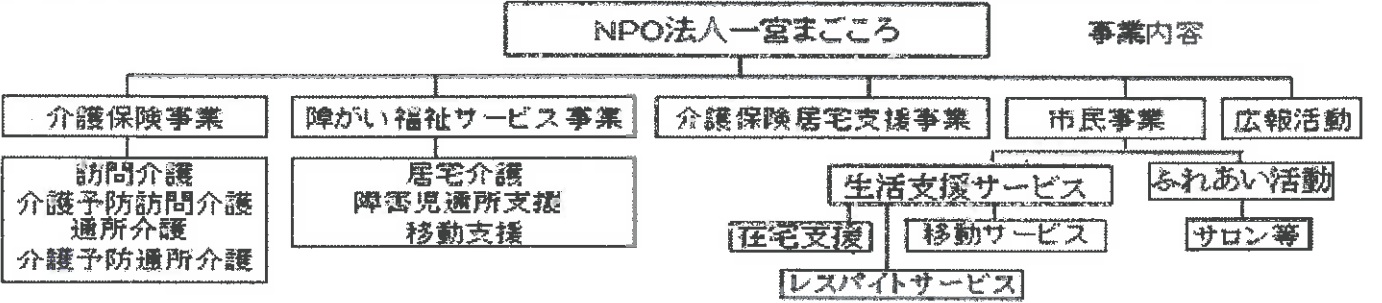 NPO法人一宮まごころ
事業内容
介護保険事業
障がい福祉サービス事業
介護保険居宅支援事業
市民事業
広報活動
訪問介護
介護予防訪問介護
通所介護
介護予防通所介護
居宅介護
障害児通所支援
移動支援
生活支援サービス
ふれあい活動
在宅支援
移動サービス
サロン等
レスパイトサービス